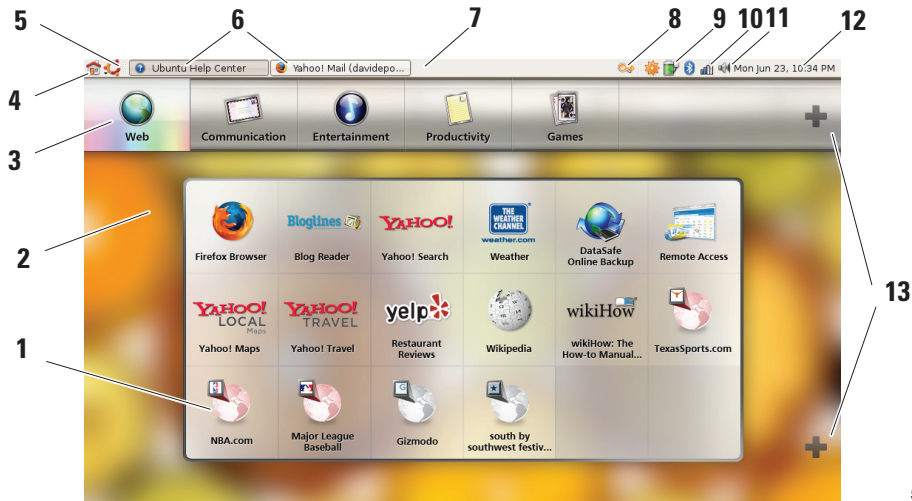 5 6 7 8 9 10 11 12
Ubuntu Help Center Yahoo! Mail (davidepo... Mon Jun 23, 10:34 PM
4
3
Web Communication Entertainment Productivity Games
2
Bloglines YAHOO! THE WEATHER CHANNEL weather.com
Firefox Browser Blog Reader Yahoo! Search Weather DataSafe Online Backup Remote Access
13
YAHOO! LOCAL Maps YAHOO! TRAVEL yelp wikiHow
Yahoo! Maps Yahoo! Travel Restaurant Reviews Wikipedia wikiHow: The How-to Manual... TexasSports.com
1
NBA.com Major League Baseball Gizmodo south by southwest festiv...